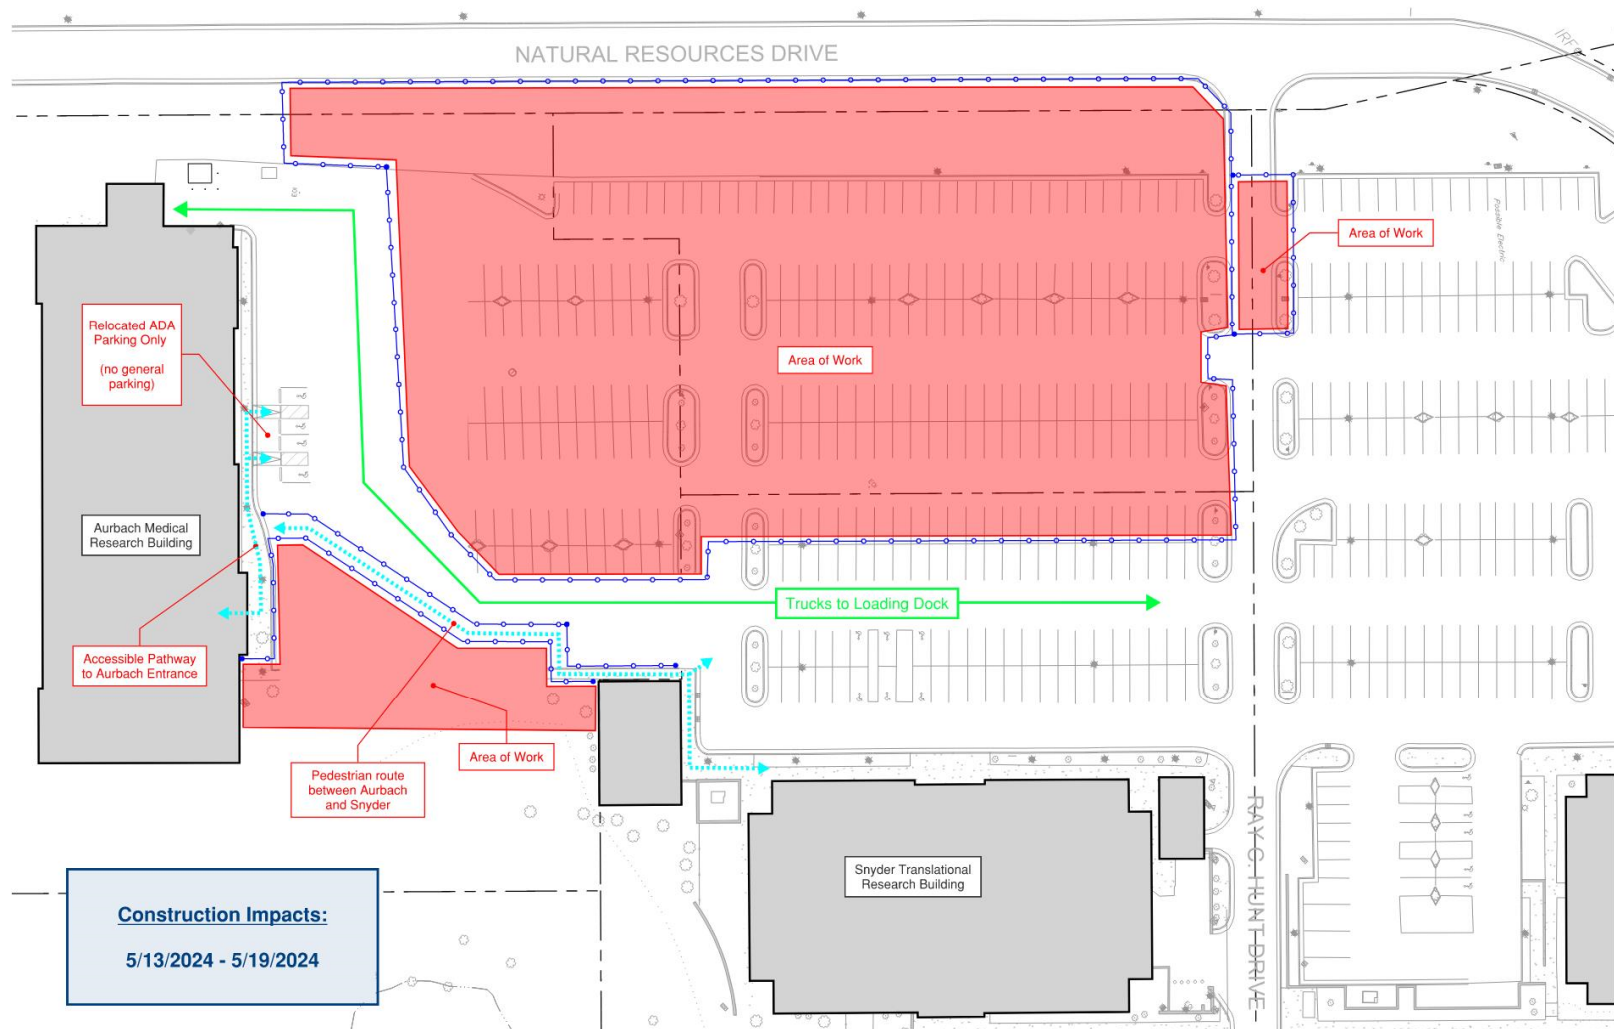 NATURAL RESOURCES DRIVE
Possible Electric
Area of Work
Relocated ADA
Parking Only
(no general
parking)
Area of Work
Aurbach Medical
Research Building
Trucks to Loading Dock
Accessible Pathway
to Aurbach Entrance
Area of Work
Pedestrian route
between Aurbach
and Snyder
Snyder Translational
Research Building
RAY C. HUNT DRIVE
Construction Impacts:
5/13/2024 - 5/19/2024